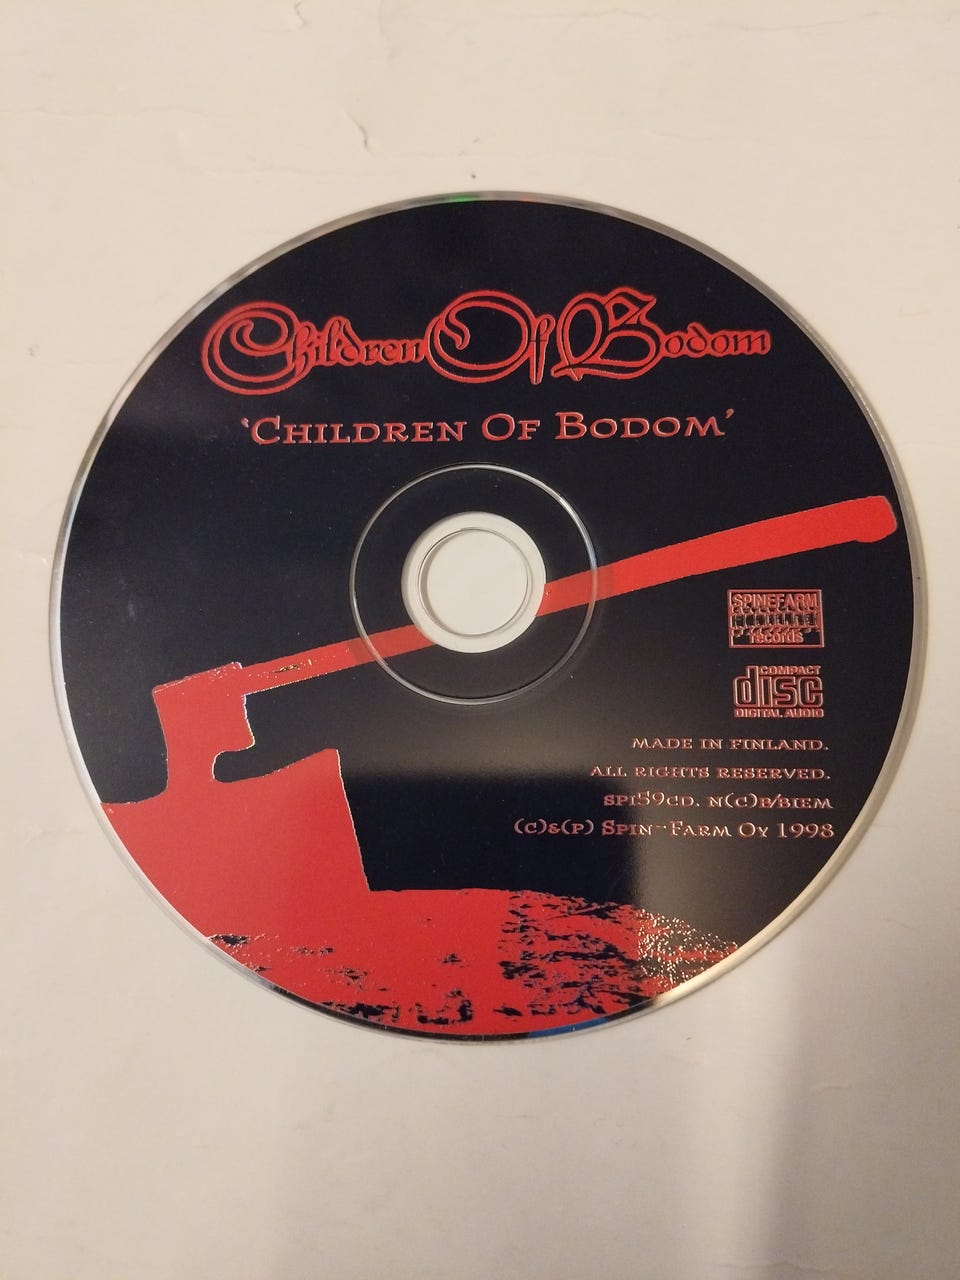 Children Of Bodom
'Children Of Bodom'
SPINEFARM
records
COMPACT
disc
DIGITAL AUDIO
MADE IN FINLAND.
ALL RIGHTS RESERVED.
SPI59CD. N(C)B/BIEM
(C)&(P) SPIN-FARM OY 1998